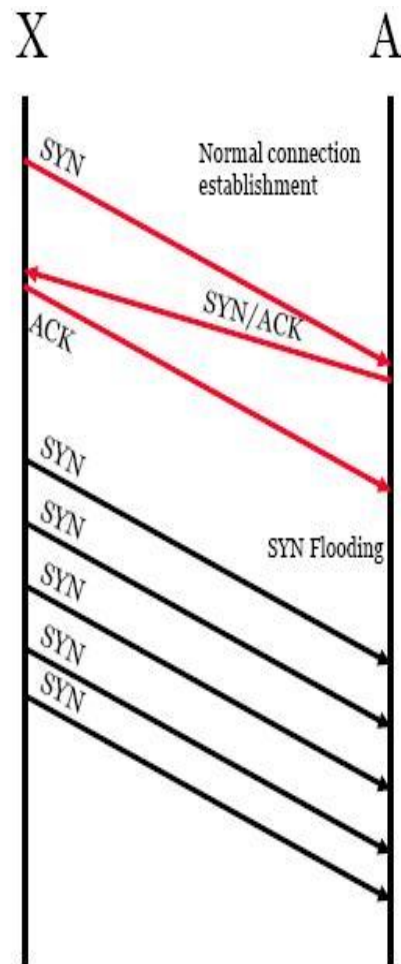 X
A
SYN
Normal connection
establishment
SYN/ACK
ACK
SYN
SYN
SYN Flooding
SYN
SYN
SYN